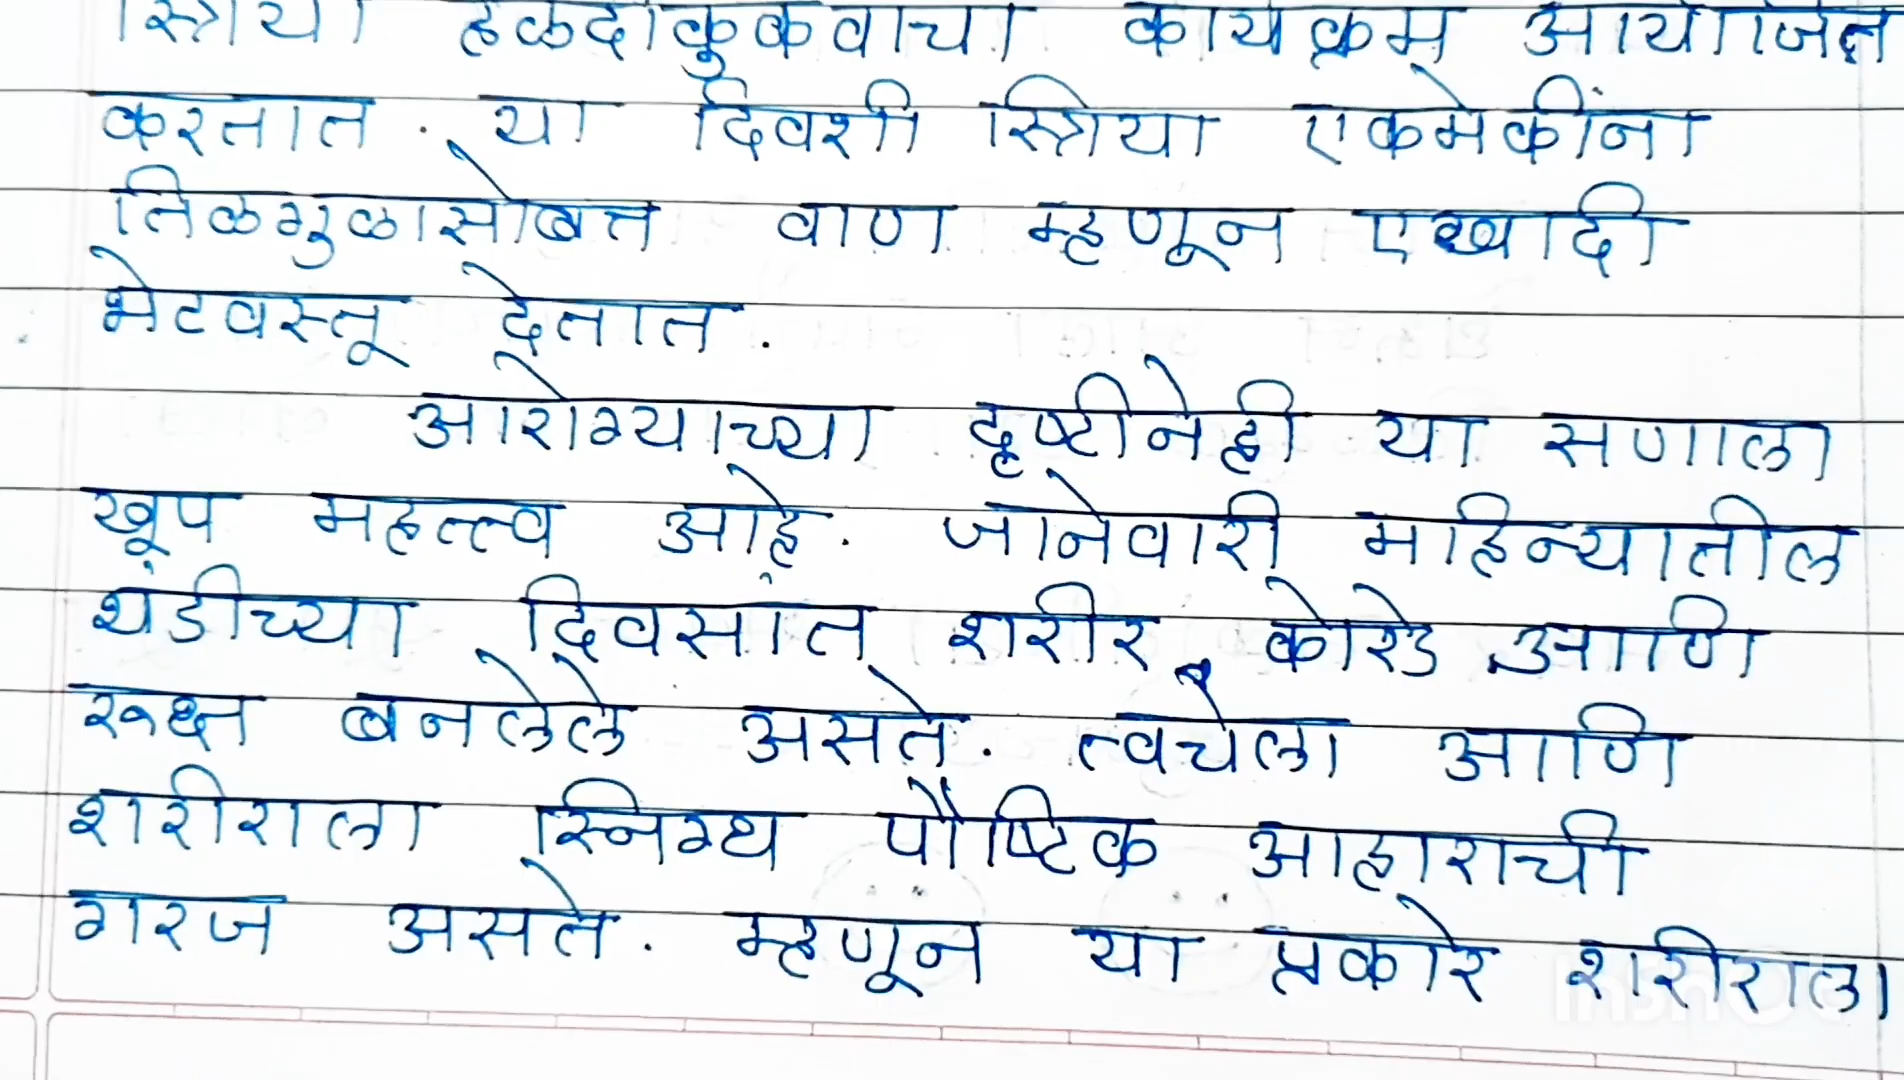 स्त्रिया हळदीकुंकवाचा कार्यक्रम आयोजित
करतात. या दिवशी स्त्रिया एकमेकींना
तिळगुळासोबत वाण म्हणून एखादी
भेटवस्तू देतात.
आरोग्याच्या दृष्टीनेही या सणाला
खूप महत्त्व आहे. जानेवारी महिन्यातील
थंडीच्या दिवसांत शरीर कोरडे आणि
रूक्ष बनलेले असते. त्वचेला आणि
शरीराला स्निग्ध पौष्टिक आहाराची
गरज असते. म्हणून या प्रकारे शरीराला